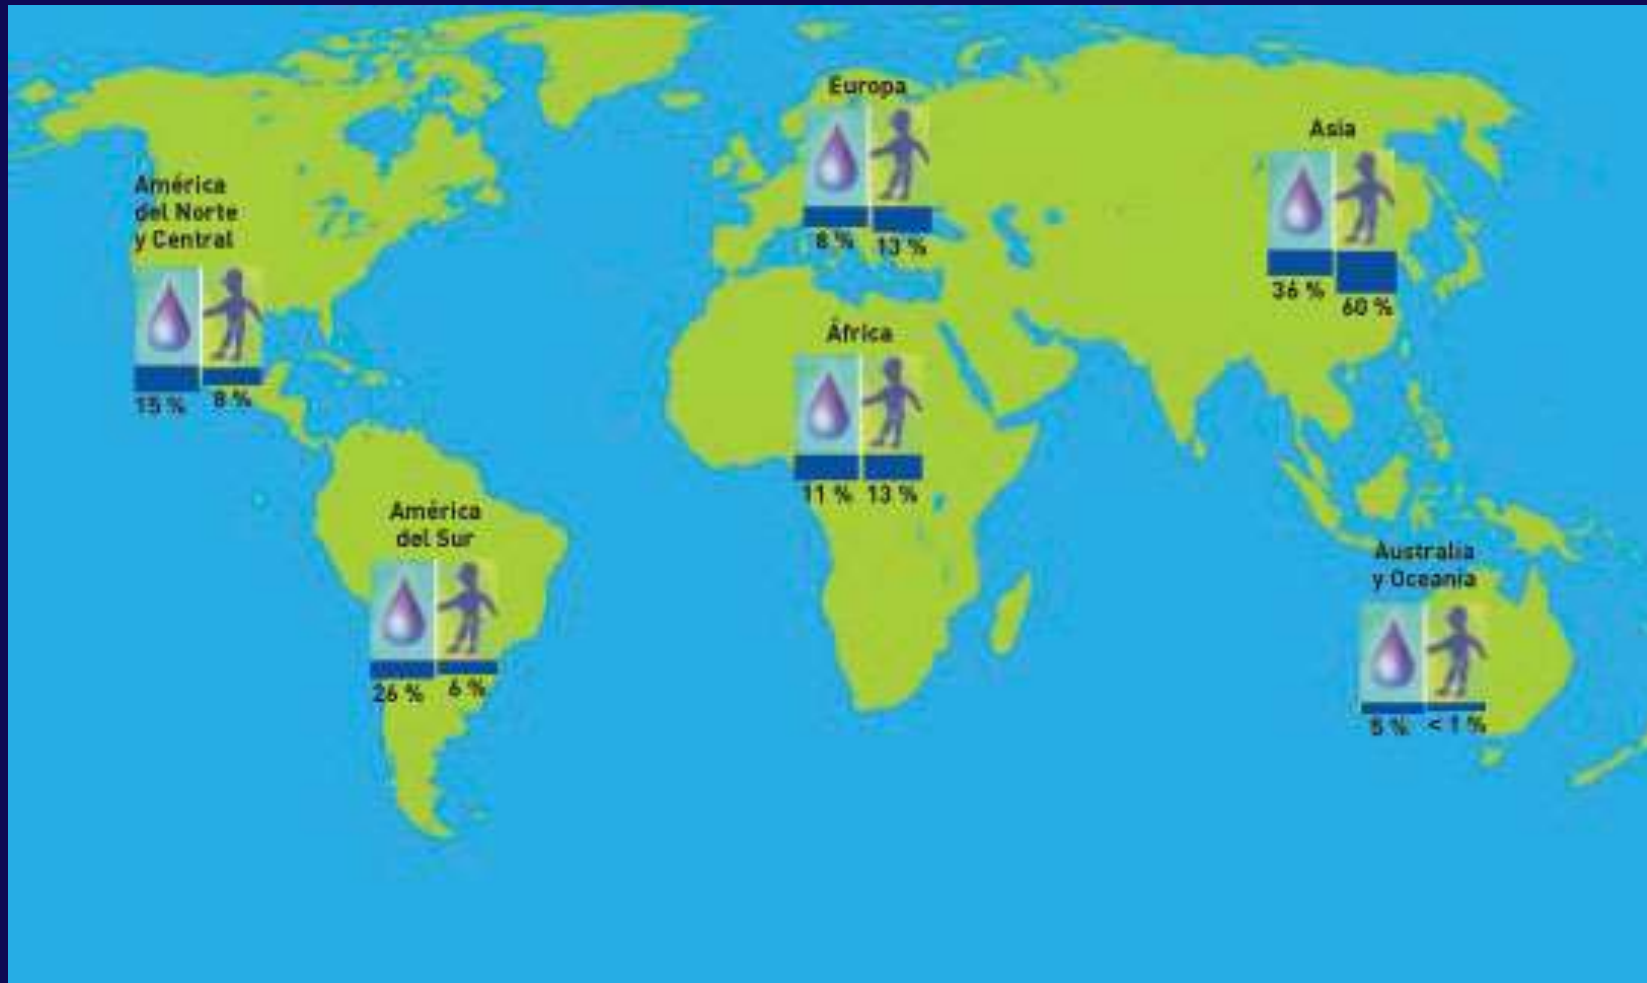 Europa
8 % 13 %
Asia
36 %
60 %
América
del Norte
y Central
15 % 8 %
África
11 % 13 %
América
del Sur
26 % 6 %
Australia
y Oceanía
5 % < 1 %